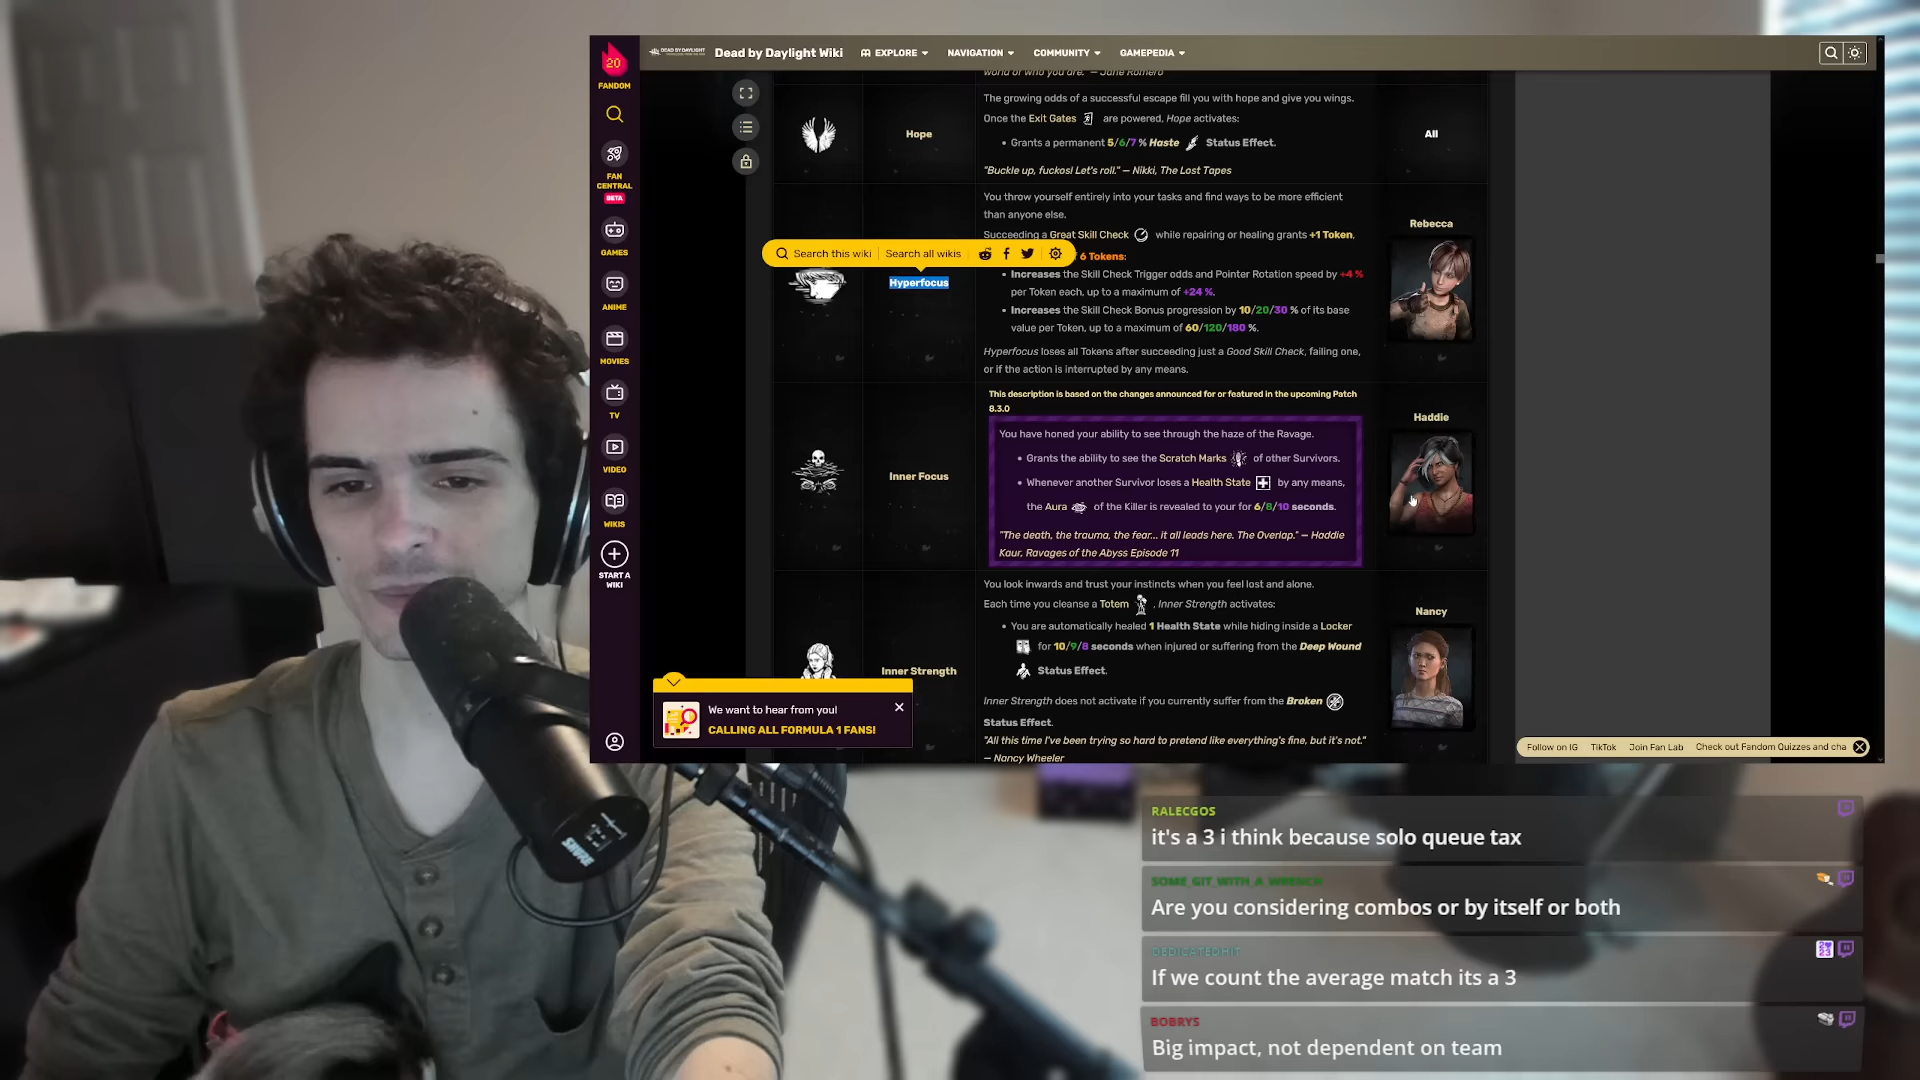 20
FANDOM
FAN
CENTRAL
BETA
GAMES
ANIME
MOVIES
TV
VIDEO
WIKIS
START A
WIKI
Dead by Daylight Wiki
EXPLORE
NAVIGATION
COMMUNITY
GAMEPEDIA
world or who you are." — Jane Romero
Hope
The growing odds of a successful escape fill you with hope and give you wings.
Once the Exit Gates are powered, Hope activates:
• Grants a permanent 5/6/7 % Haste Status Effect.
"Buckle up, fuckos! Let's roll." — Nikki, The Lost Tapes
All
Search this wiki
Search all wikis
Hyperfocus
You throw yourself entirely into your tasks and find ways to be more efficient
than anyone else.
Succeeding a Great Skill Check while repairing or healing grants +1 Token,
6 Tokens:
• Increases the Skill Check Trigger odds and Pointer Rotation speed by +4 %
per Token each, up to a maximum of +24 %.
• Increases the Skill Check Bonus progression by 10/20/30 % of its base
value per Token, up to a maximum of 60/120/180 %.
Hyperfocus loses all Tokens after succeeding just a Good Skill Check, failing one,
or if the action is interrupted by any means.
Rebecca
Inner Focus
This description is based on the changes announced for or featured in the upcoming Patch
8.3.0
You have honed your ability to see through the haze of the Ravage.
• Grants the ability to see the Scratch Marks of other Survivors.
• Whenever another Survivor loses a Health State by any means,
the Aura of the Killer is revealed to your for 6/8/10 seconds.
"The death, the trauma, the fear... it all leads here. The Overlap." — Haddie
Kaur, Ravages of the Abyss Episode 11
Haddie
Inner Strength
You look inwards and trust your instincts when you feel lost and alone.
Each time you cleanse a Totem , Inner Strength activates:
• You are automatically healed 1 Health State while hiding inside a Locker
for 10/9/8 seconds when injured or suffering from the Deep Wound
Status Effect.
Inner Strength does not activate if you currently suffer from the Broken
Status Effect.
"All this time I've been trying so hard to pretend like everything's fine, but it's not."
— Nancy Wheeler
Nancy
We want to hear from you!
CALLING ALL FORMULA 1 FANS!
Follow on IG
TikTok
Join Fan Lab
Check out Fandom Quizzes and cha
SHURE
RALECGOS
it's a 3 i think because solo queue tax
SOME_GIT_WITH_A_WRENCH
Are you considering combos or by itself or both
DEDICATEDHIT
If we count the average match its a 3
BOBRYS
Big impact, not dependent on team